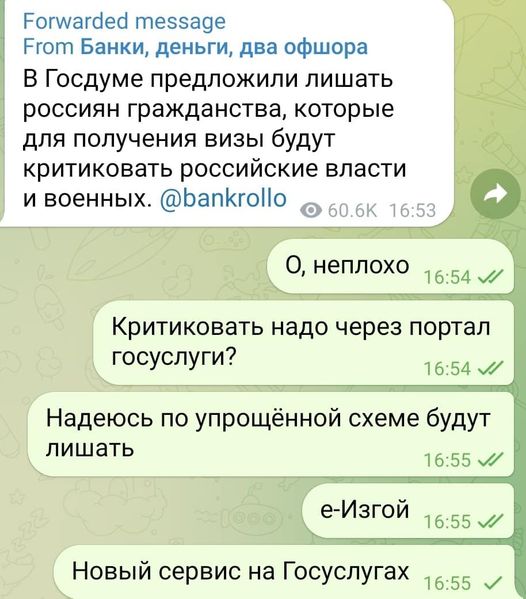 Forwarded message
From Банки, деньги, два офшора
В Госдуме предложили лишать
россиян гражданства, которые
для получения визы будут
критиковать российские власти
и военных. @bankrollo 60.6K 16:53
О, неплохо 16:54
Критиковать надо через портал
госуслуги? 16:54
Надеюсь по упрощённой схеме будут
лишать 16:55
е-Изгой 16:55
Новый сервис на Госуслугах 16:55